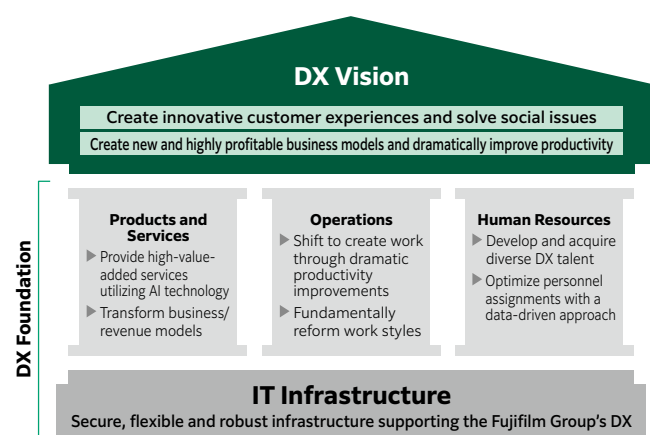 DX Vision
Create innovative customer experiences and solve social issues
Create new and highly profitable business models and dramatically improve productivity
DX Foundation
Products and
Services
Provide high-value-
added services
utilizing AI technology
Transform business/
revenue models
Operations
Shift to create work
through dramatic
productivity
improvements
Fundamentally
reform work styles
Human Resources
Develop and acquire
diverse DX talent
Optimize personnel
assignments with a
data-driven approach
IT Infrastructure
Secure, flexible and robust infrastructure supporting the Fujifilm Group's DX